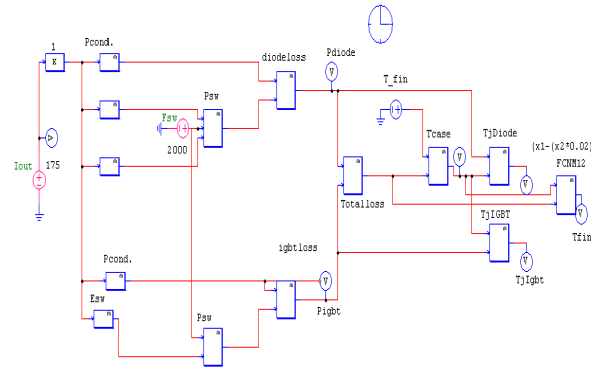 1
Pcond.
K
diodeloss
Pdiode
V
T_fin
Psw
Fsw
2000
Tcase
V
TjDiode
(x1-(x2*0.02)
FCNM12
V
V
Tfin
Iout
175
V
Totalloss
TjIGBT
V
TjIgbt
igbtloss
V
Pigbt
Pcond.
Esw
Psw